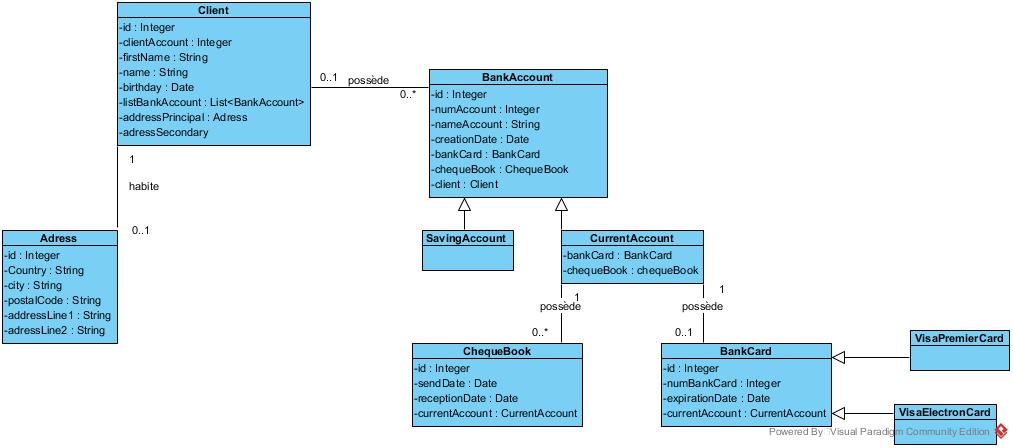 Client
-id : Integer
-clientAccount : Integer
-firstName : String
-name : String
-birthday : Date
-listBankAccount : List<BankAccount>
-addressPrincipal : Adress
-adressSecondary
0..1
possède
0..*
BankAccount
-id : Integer
-numAccount : Integer
-nameAccount : String
-creationDate : Date
-bankCard : BankCard
-chequeBook : ChequeBook
-client : Client
1
habite
0..1
Adress
-id : Integer
-Country : String
-city : String
-postalCode : String
-addressLine1 : String
-adressLine2 : String
SavingAccount
CurrentAccount
-bankCard : BankCard
-chequeBook : chequeBook
1
possède
0..*
1
possède
0..1
ChequeBook
-id : Integer
-sendDate : Date
-receptionDate : Date
-currentAccount : CurrentAccount
BankCard
-id : Integer
-numBankCard : Integer
-expirationDate : Date
-currentAccount : CurrentAccount
VisaPremierCard
VisaElectronCard
Powered By Visual Paradigm Community Edition